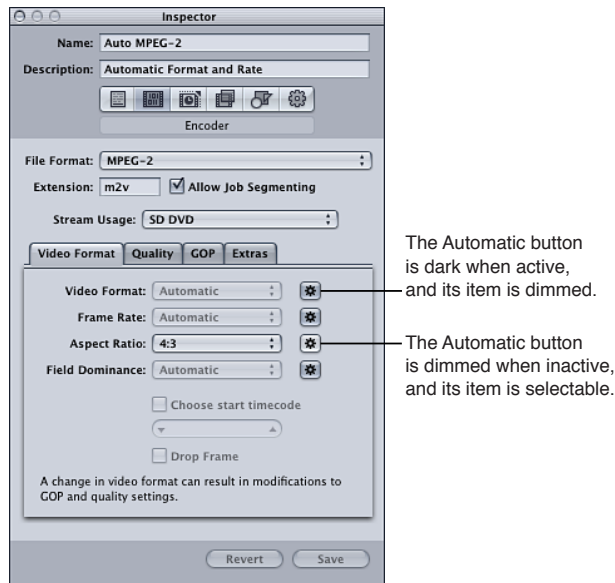 Inspector
Name: Auto MPEG-2
Description: Automatic Format and Rate
Encoder
File Format: MPEG-2
Extension: m2v Allow Job Segmenting
Stream Usage: SD DVD
Video Format Quality GOP Extras
Video Format: Automatic
Frame Rate: Automatic
Aspect Ratio: 4:3
Field Dominance: Automatic
Choose start timecode
Drop Frame
A change in video format can result in modifications to
GOP and quality settings.
Revert Save
The Automatic button
is dark when active,
and its item is dimmed.
The Automatic button
is dimmed when inactive,
and its item is selectable.